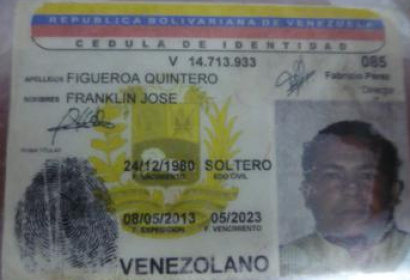 REPUBLICA BOLIVARIANA DE VENEZUELA
CEDULA DE IDENTIDAD
V 14.713.933 085
APELLIDOS FIGUEROA QUINTERO Fabrizio Pérez
Director
NOMBRES FRANKLIN JOSE
FIRMA TITULAR
24/12/1980 SOLTERO
F. NACIMIENTO EDO CIVIL
08/05/2013 05/2023
F. EXPEDICION F. VENCIMIENTO
VENEZOLANO